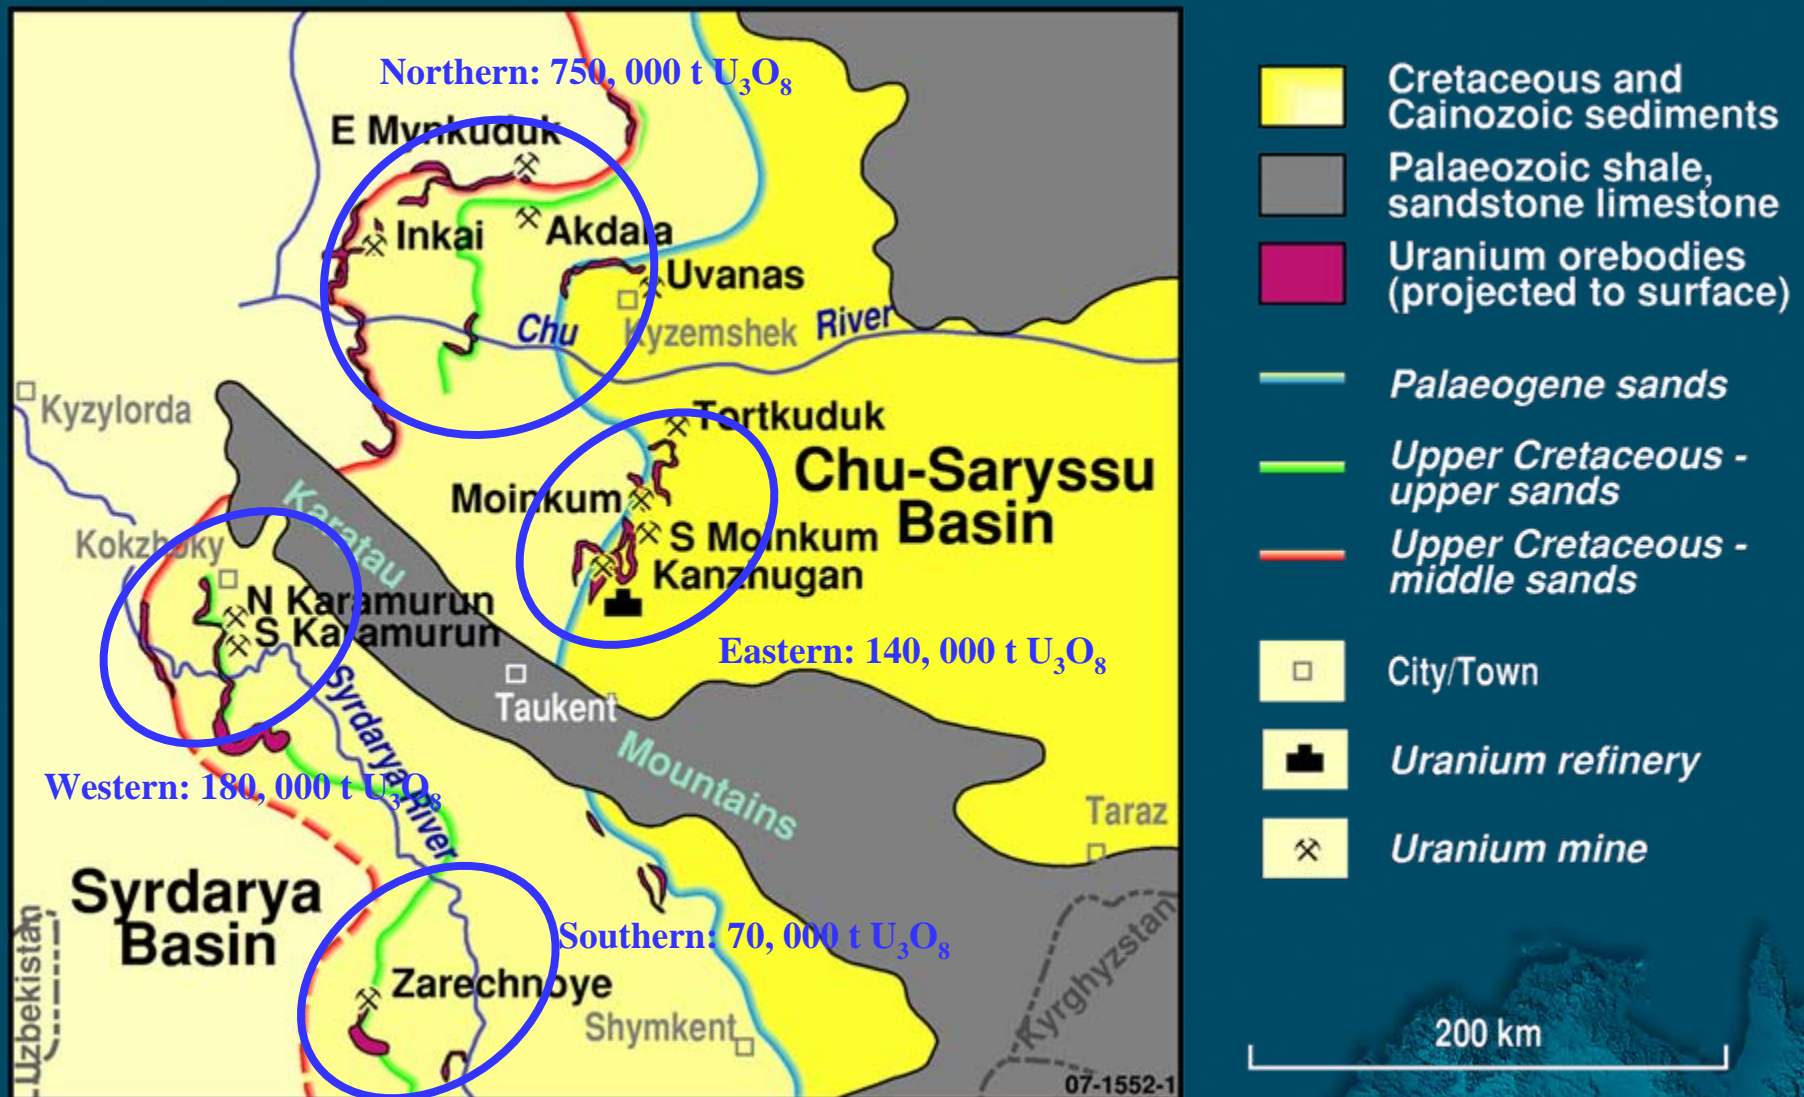 Northern: 750, 000 t U₃O₈
E Mynkuduk
Inkai
Akdala
Uvanas
Kyzemshek
Chu
River
Kyzylorda
Tortkuduk
Chu-Saryssu
Basin
Moinkum
S Moinkum
Kanznugan
Karatau
Kokzhoky
N Karamurun
S Karamurun
Eastern: 140, 000 t U₃O₈
Taukent
Syrdarya River
Mountains
Western: 180, 000 t U₃O₈
Taraz
Syrdarya
Basin
Southern: 70, 000 t U₃O₈
Uzbekistan
Zarechnoye
Shymkent
Kyrghyzstan
07-1552-1
Cretaceous and
Cainozoic sediments
Palaeozoic shale,
sandstone limestone
Uranium orebodies
(projected to surface)
Palaeogene sands
Upper Cretaceous -
upper sands
Upper Cretaceous -
middle sands
City/Town
Uranium refinery
Uranium mine
200 km